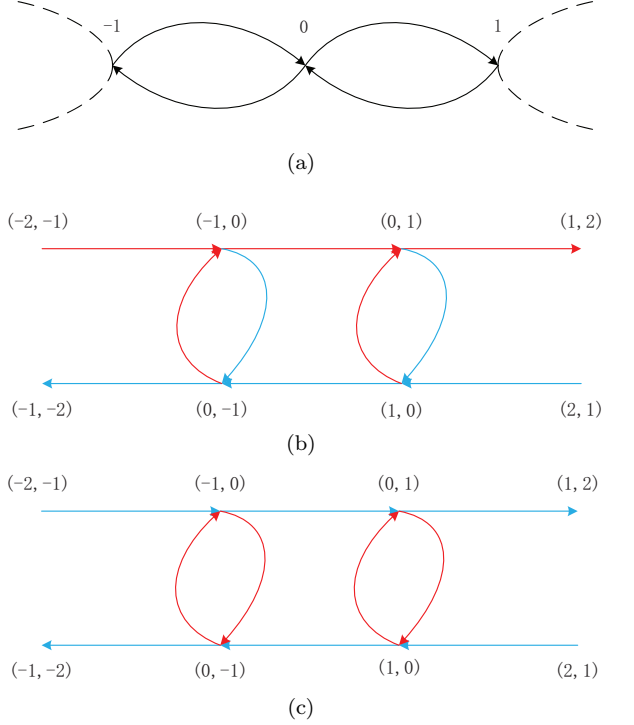 -1 0 1
(a)
(-2,-1) (-1,0) (0,1) (1,2)
(-1,-2) (0,-1) (1,0) (2,1)
(b)
(-2,-1) (-1,0) (0,1) (1,2)
(-1,-2) (0,-1) (1,0) (2,1)
(c)